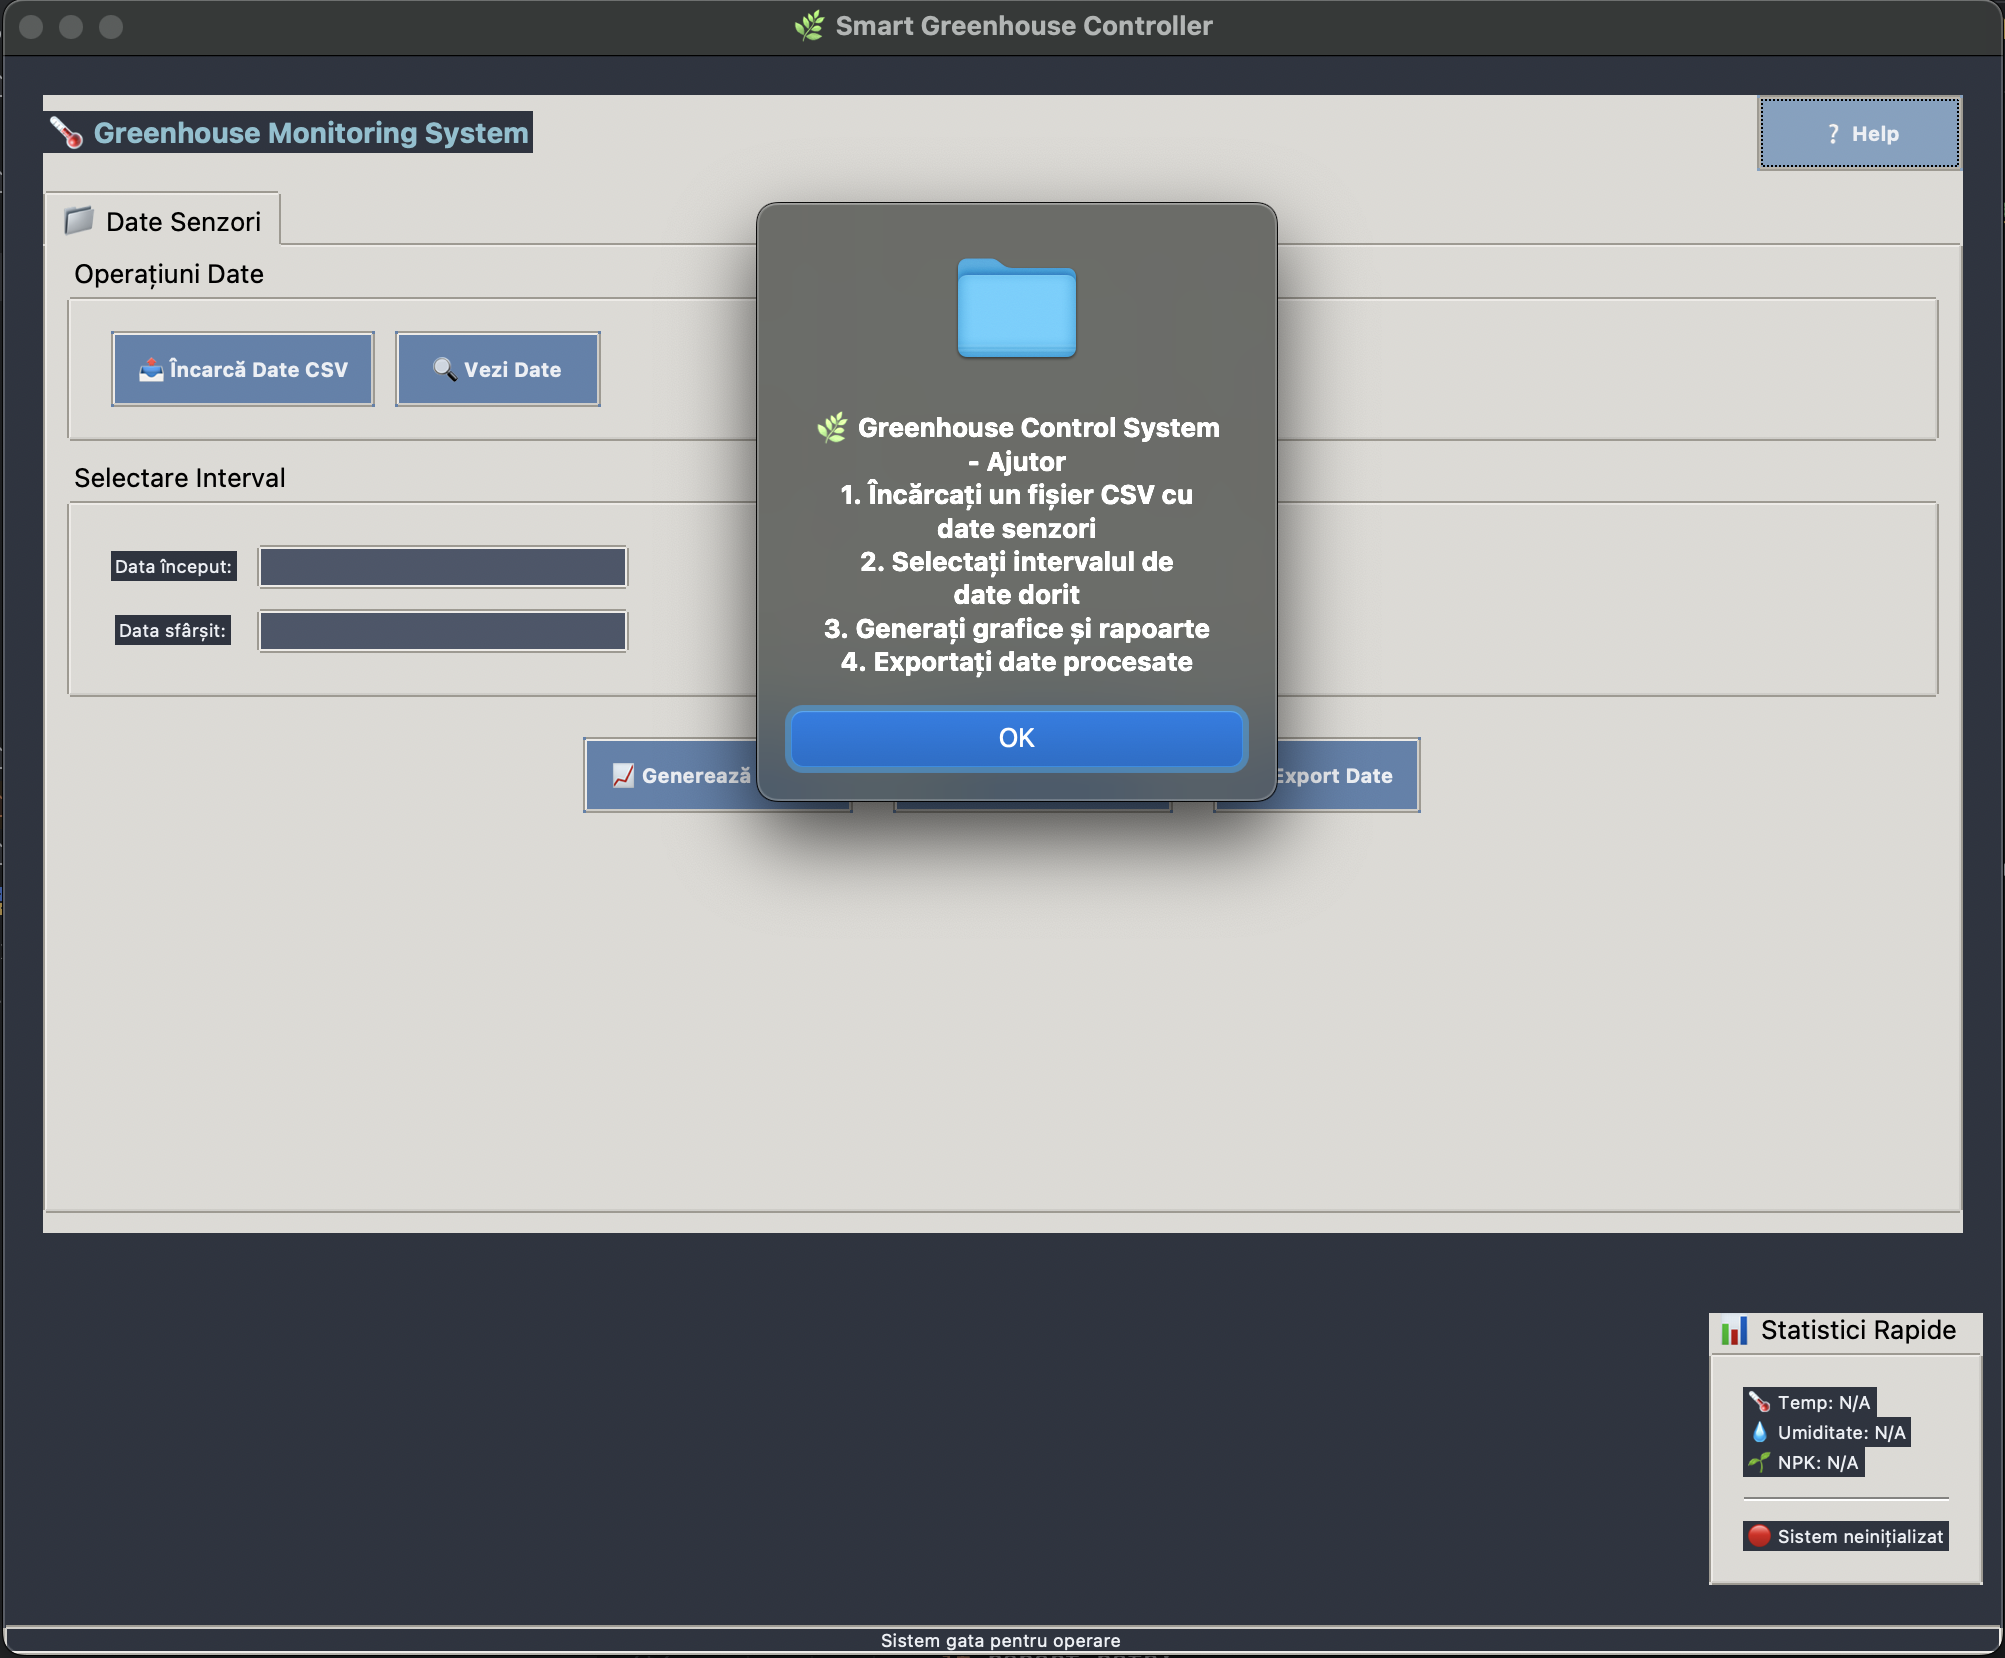 Smart Greenhouse Controller
Greenhouse Monitoring System
? Help
Date Senzori
Operațiuni Date
Încarcă Date CSV
Vezi Date
Selectare Interval
Data început:
Data sfârșit:
Generează
Export Date
Greenhouse Control System
- Ajutor
1. Încărcați un fișier CSV cu
date senzori
2. Selectați intervalul de
date dorit
3. Generați grafice și rapoarte
4. Exportați date procesate
OK
Statistici Rapide
Temp: N/A
Umiditate: N/A
NPK: N/A
Sistem neinițializat
Sistem gata pentru operare